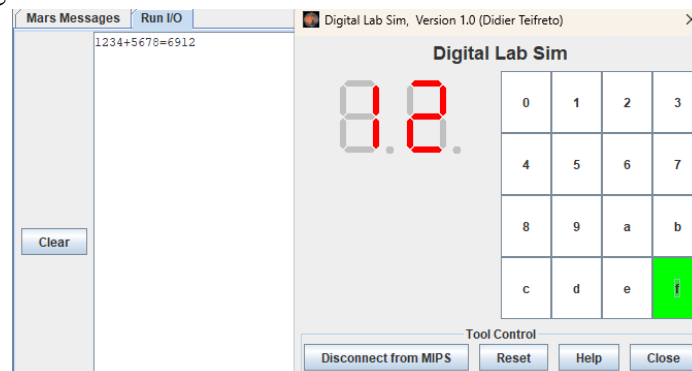 Mars Messages Run I/O
1234+5678=6912
Clear
Digital Lab Sim, Version 1.0 (Didier Teifreto)
Digital Lab Sim
12
0 1 2 3
4 5 6 7
8 9 a b
c d e f
Tool Control
Disconnect from MIPS Reset Help Close